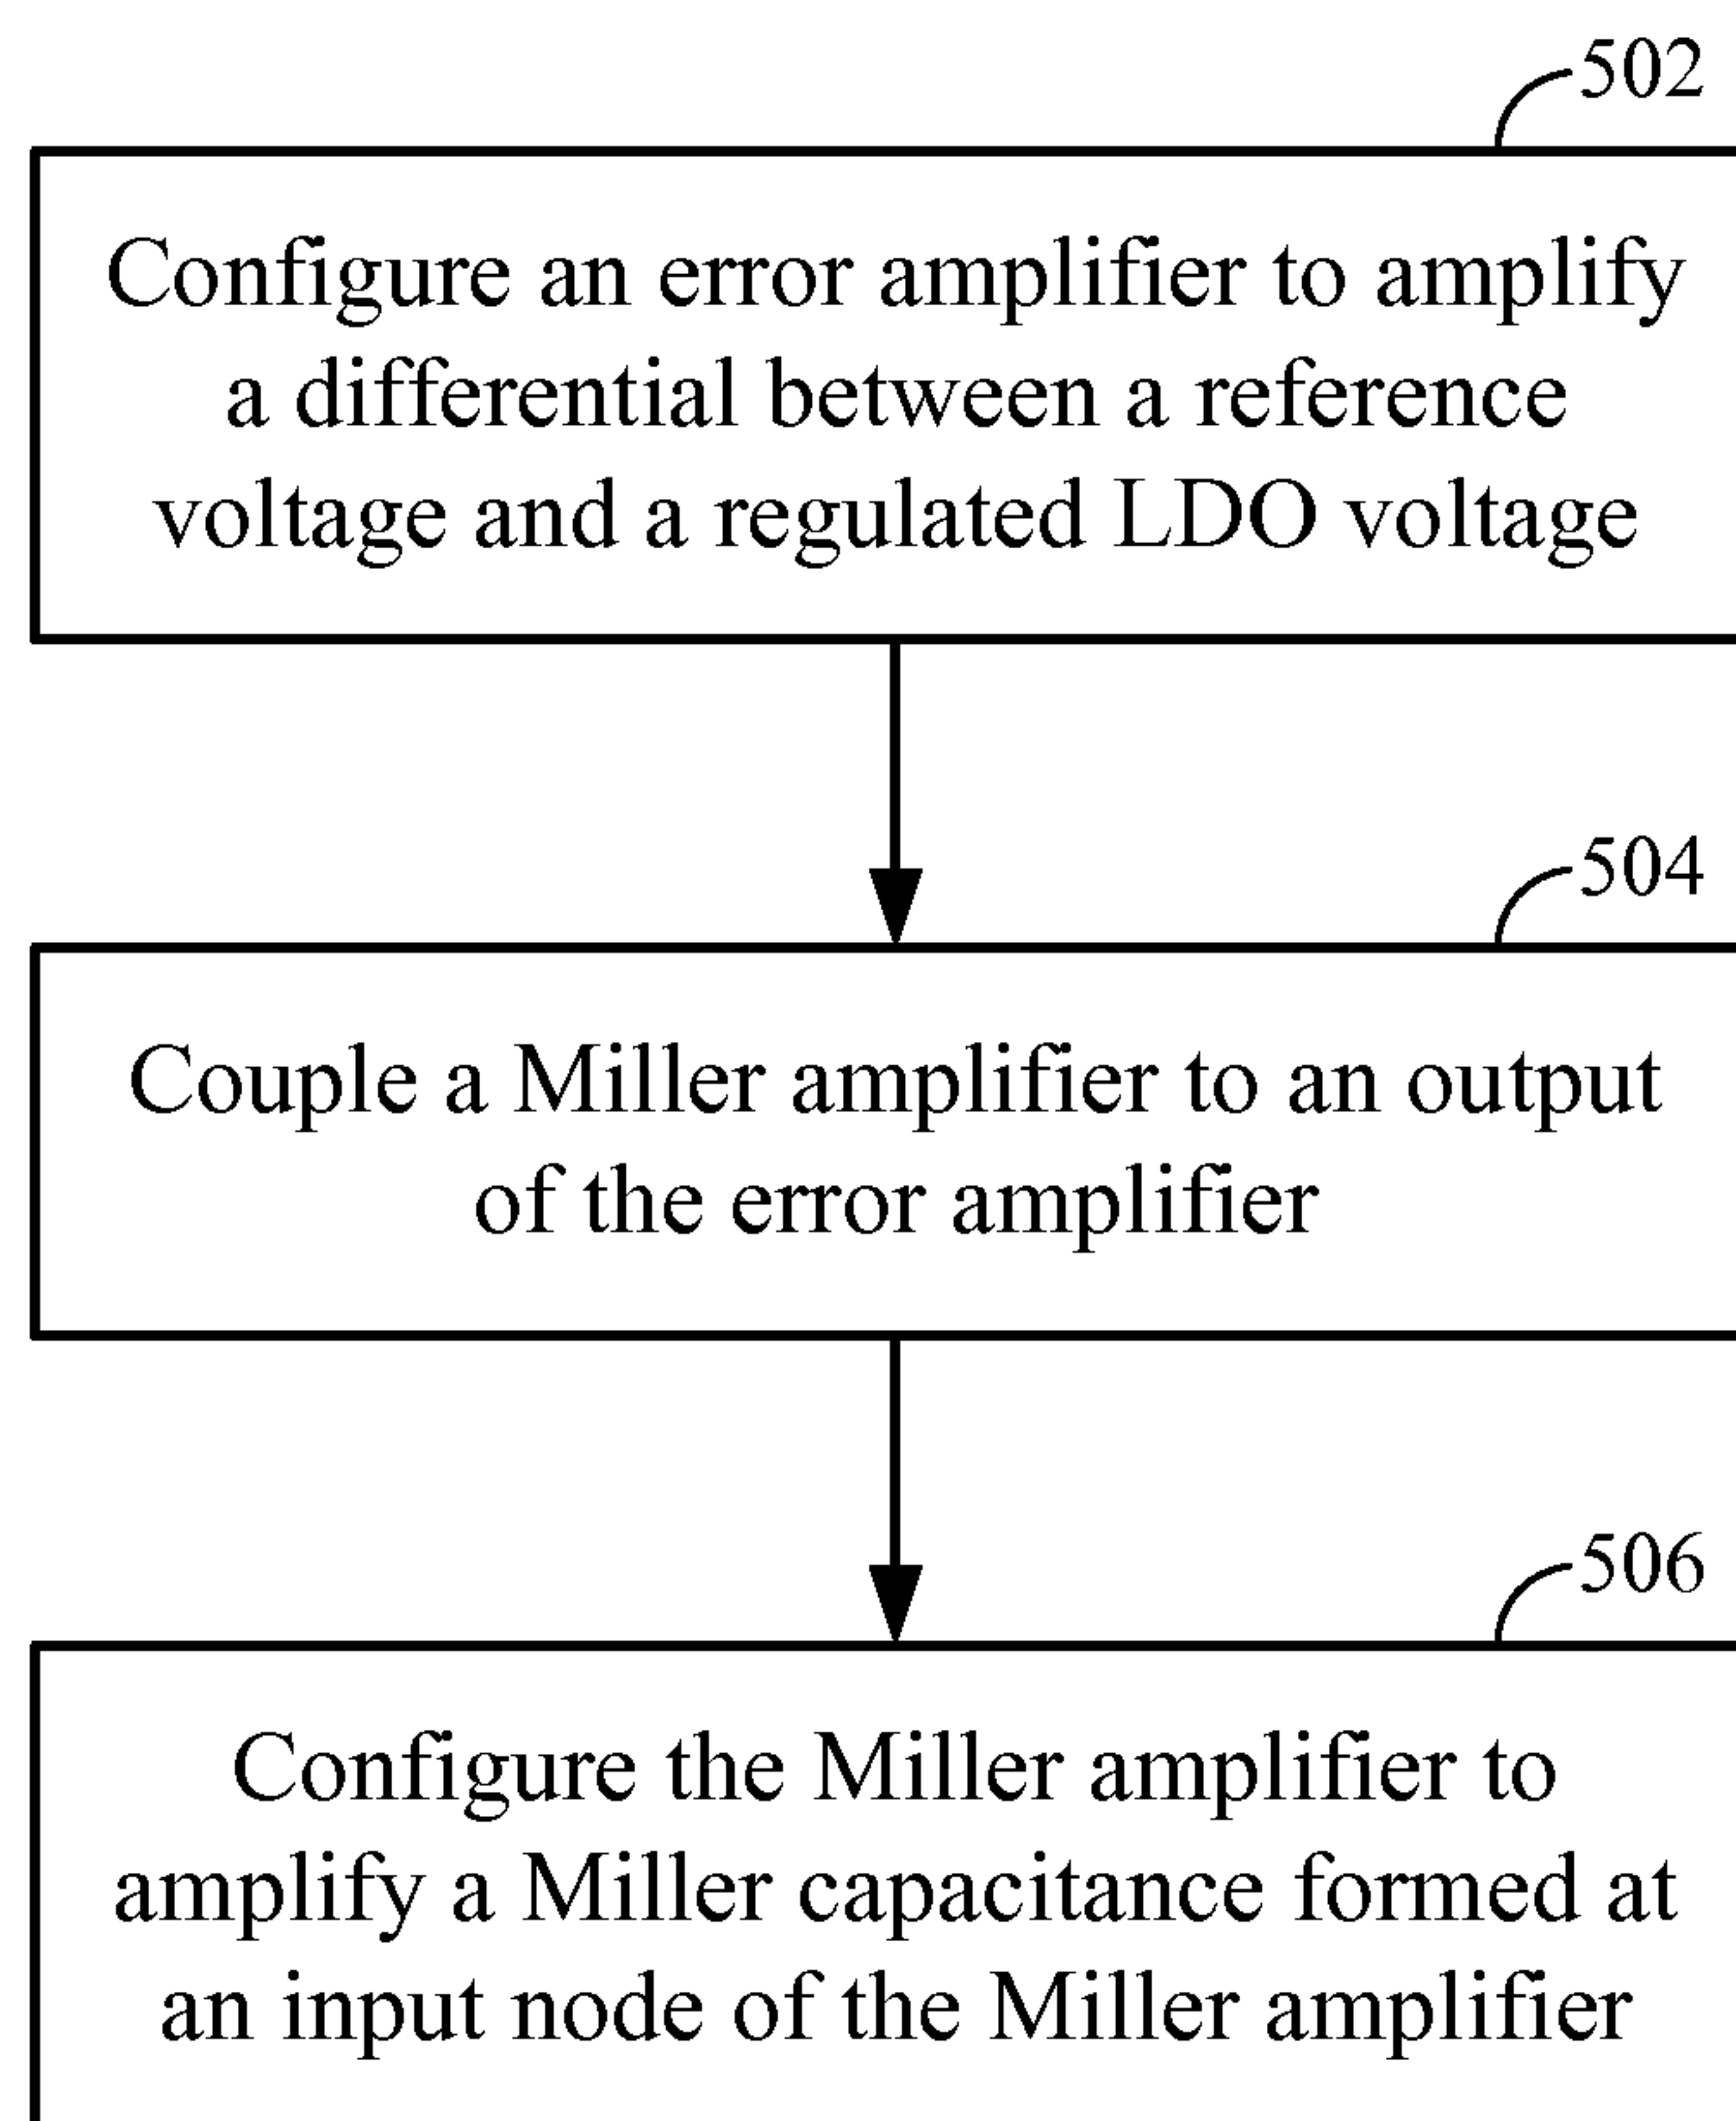 502
Configure an error amplifier to amplify
a differential between a reference
voltage and a regulated LDO voltage
504
Couple a Miller amplifier to an output
of the error amplifier
506
Configure the Miller amplifier to
amplify a Miller capacitance formed at
an input node of the Miller amplifier